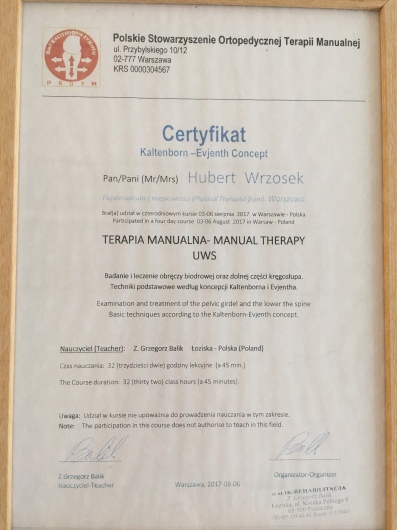 Polskie Stowarzyszenie Ortopedycznej Terapii Manualnej
ul. Przybylskiego 10/12
02-777 Warszawa
KRS 0000304567
P S O T M
Certyfikat
Kaltenborn –Evjenth Concept
Pan/Pani (Mr/Mrs) Hubert Wrzosek
Brał(a) udział w czterodniowym kursie 03-06 sierpnia 2017 w Warszawie - Polska
Participated in a four day course 03-06 August 2017 in Warsaw - Poland
TERAPIA MANUALNA- MANUAL THERAPY
UWS
Badanie i leczenie obręczy biodrowej oraz dolnej części kręgosłupa.
Techniki podstawowe według koncepcji Kaltenborna i Evjentha.
Examination and treatment of the pelvic girdel and the lower the spine
Basic techniques according to the Kaltenborn-Evjenth concept.
Nauczyciel (Teacher): Z. Grzegorz Balik Łoziska - Polska (Poland)
Czas nauczania: 32 (trzydzieści dwie) godziny lekcyjne (a 45 min.)
The Course duration: 32 (thirty two) class hours (a 45 minutes).
Uwaga: Udział w kursie nie upoważnia do prowadzenia nauczania w tym zakresie.
Note: The participation in this course does not authorise to teach in this field.
Z.Grzegorz Balik
Nauczyciel-Teacher
Warszawa, 2017-08-06
Organizator-Organizer